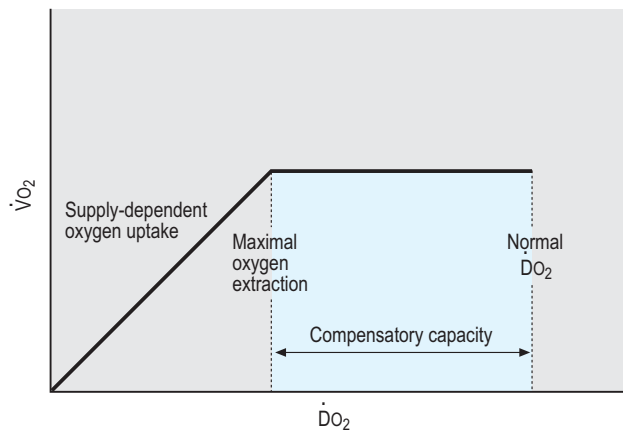 V̇O₂
Supply-dependent
oxygen uptake
Maximal
oxygen
extraction
Normal
ḊO₂
Compensatory capacity
ḊO₂